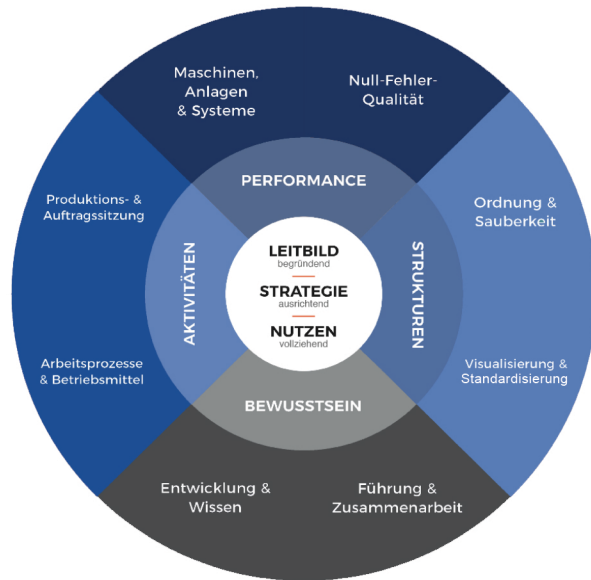 Maschinen,
Anlagen
& Systeme
Null-Fehler-
Qualität
PERFORMANCE
Produktions- &
Auftragssitzung
Ordnung &
Sauberkeit
AKTIVITÄTEN
LEITBILD
begründend
STRATEGIE
ausrichtend
NUTZEN
vollziehend
STRUKTUREN
Arbeitsprozesse
& Betriebsmittel
Visualisierung &
Standardisierung
BEWUSSTSEIN
Entwicklung &
Wissen
Führung &
Zusammenarbeit